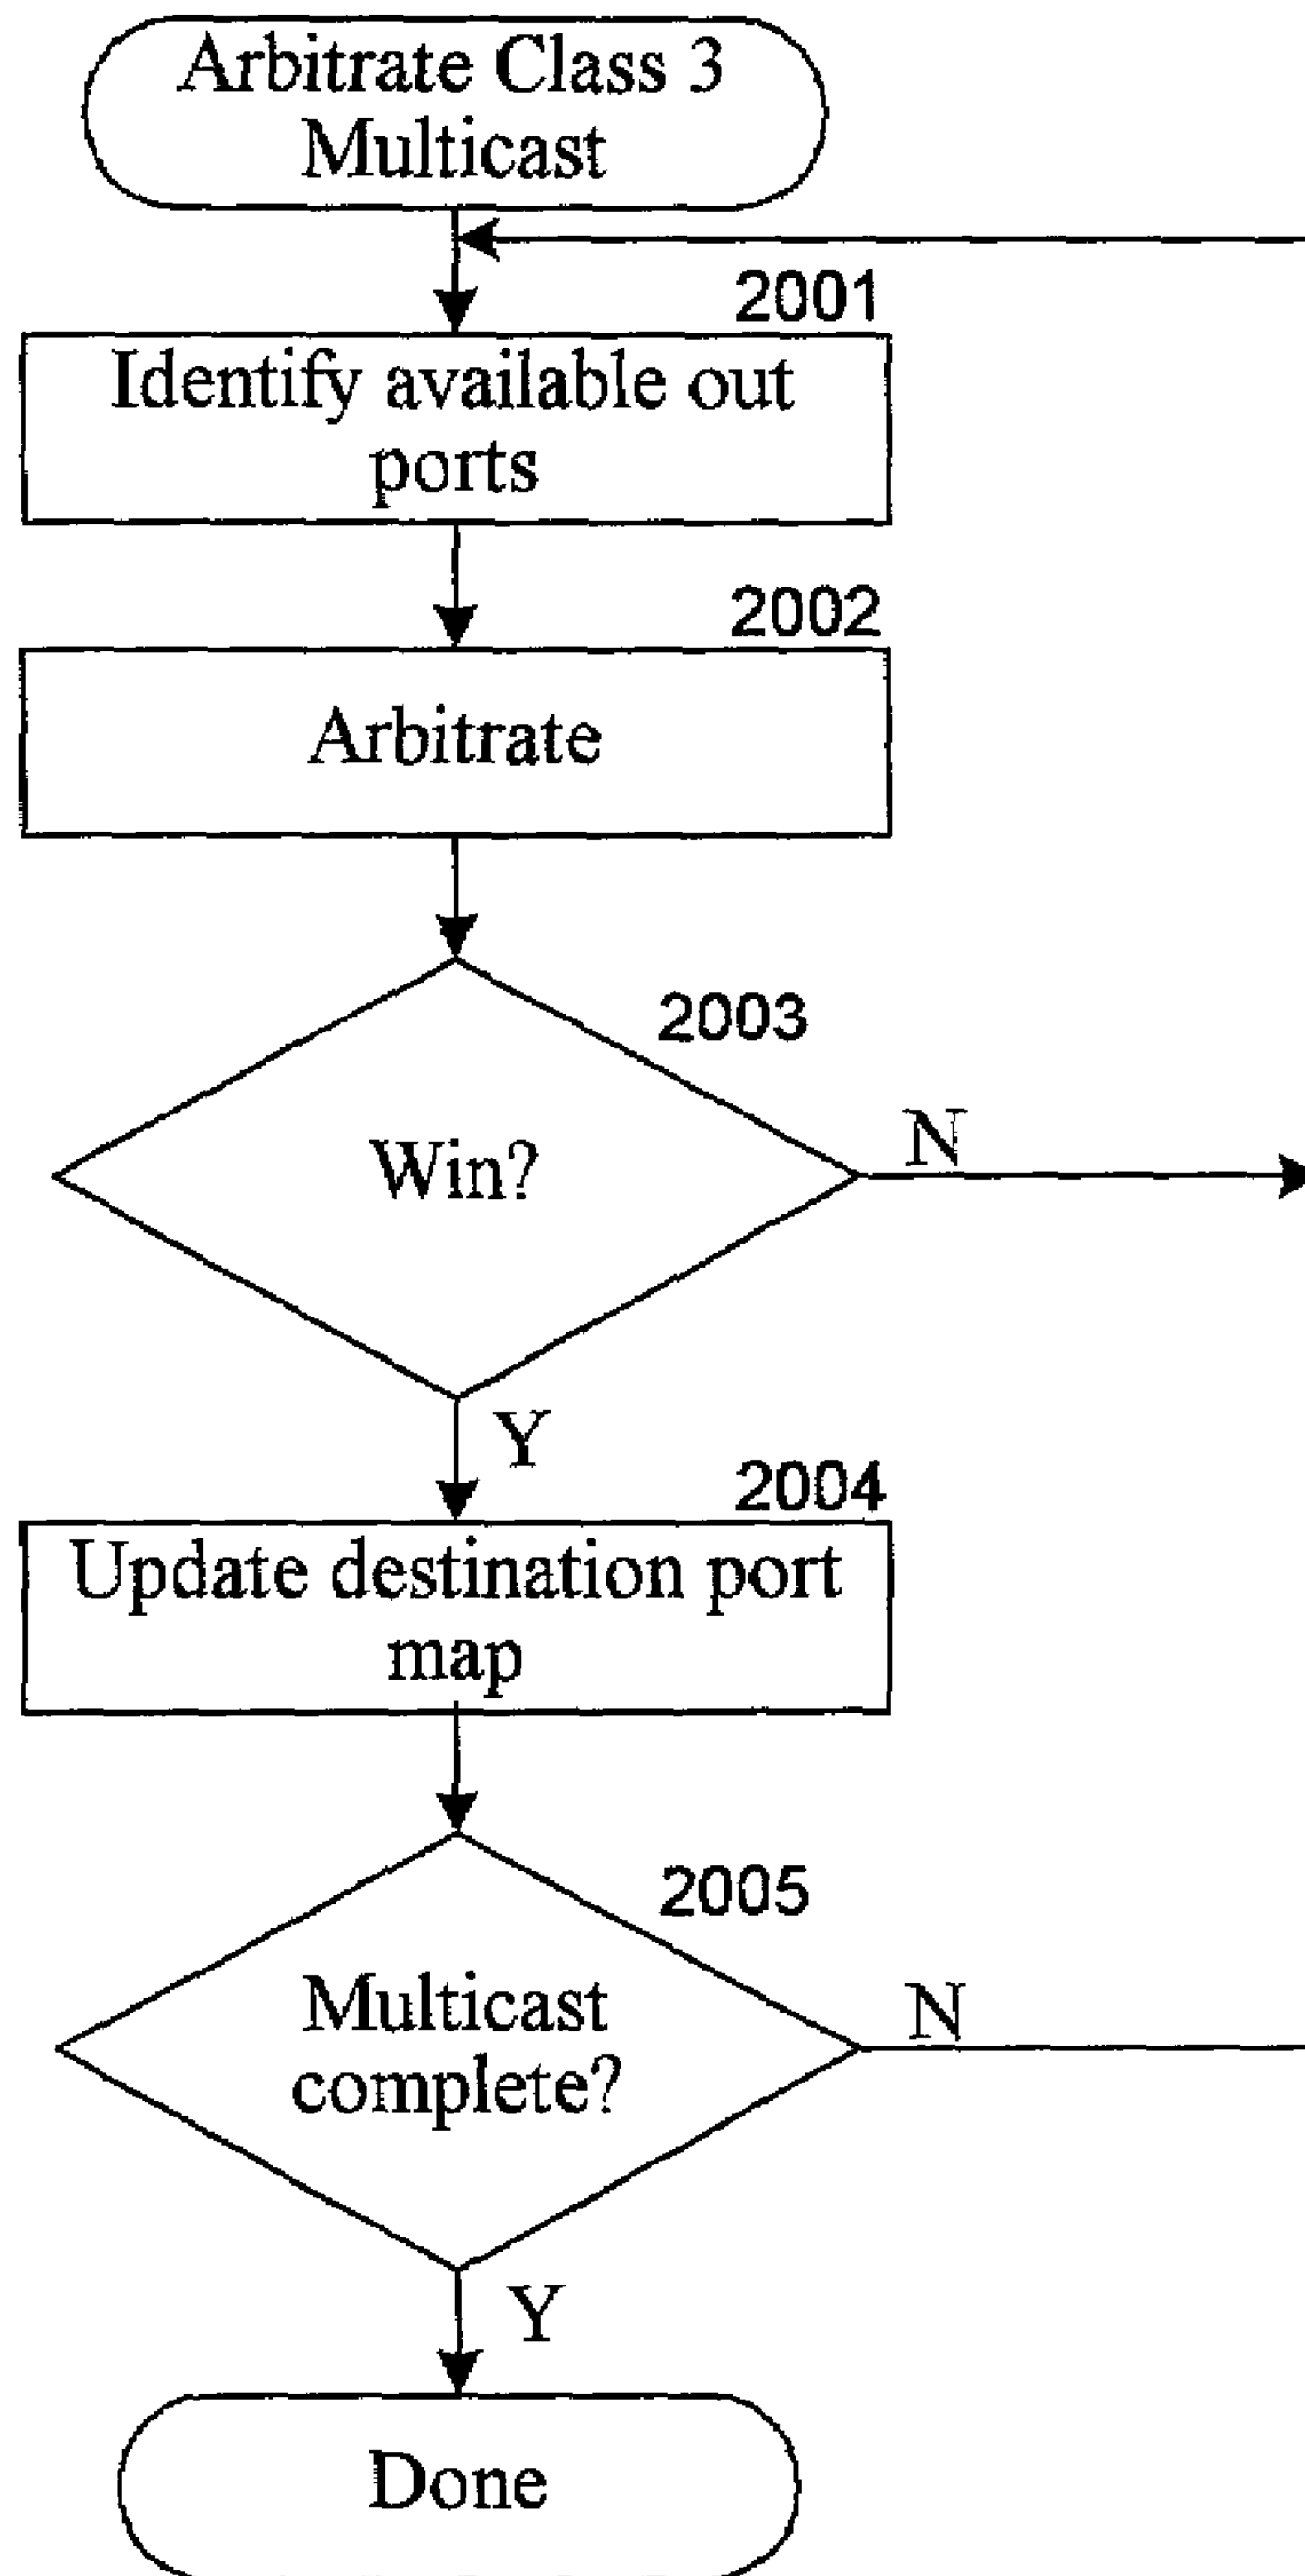 Arbitrate Class 3
Multicast
2001
Identify available out
ports
2002
Arbitrate
2003
Win?
N
Y
2004
Update destination port
map
2005
Multicast
complete?
N
Y
Done